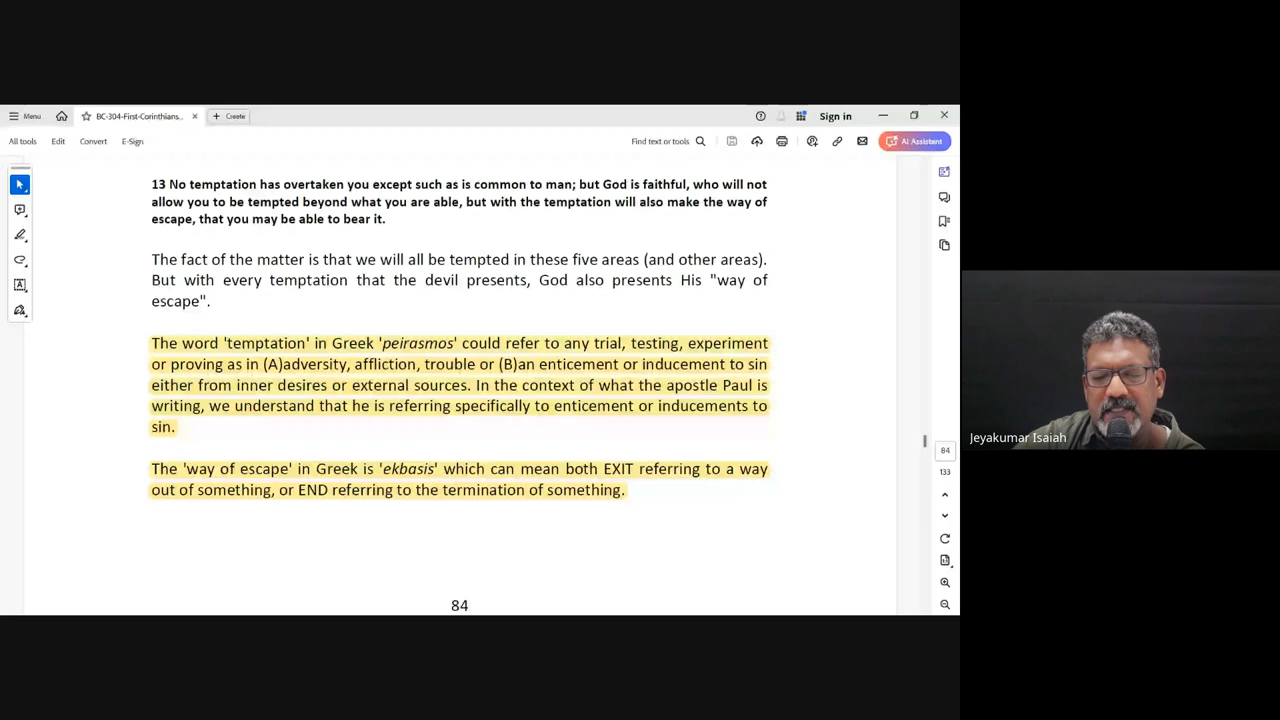 Menu
BC-304-First-Corinthians...
Create
Sign in
All tools
Edit
Convert
E-Sign
Find text or tools
AI Assistant
13 No temptation has overtaken you except such as is common to man; but God is faithful, who will not
allow you to be tempted beyond what you are able, but with the temptation will also make the way of
escape, that you may be able to bear it.
The fact of the matter is that we will all be tempted in these five areas (and other areas).
But with every temptation that the devil presents, God also presents His "way of
escape".
The word 'temptation' in Greek 'peirasmos' could refer to any trial, testing, experiment
or proving as in (A)adversity, affliction, trouble or (B)an enticement or inducement to sin
either from inner desires or external sources. In the context of what the apostle Paul is
writing, we understand that he is referring specifically to enticement or inducements to
sin.
The 'way of escape' in Greek is 'ekbasis' which can mean both EXIT referring to a way
out of something, or END referring to the termination of something.
84
84
133
Jeyakumar Isaiah